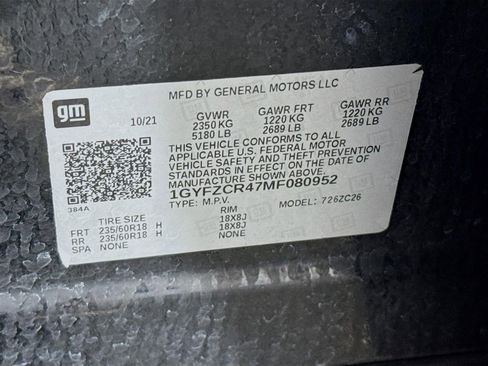 MFD BY GENERAL MOTORS LLC
gm
10/21 GVWR GAWR FRT GAWR RR
2350 KG 1220 KG 1220 KG
5180 LB 2689 LB 2689 LB
THIS VEHICLE CONFORMS TO ALL
APPLICABLE U.S. FEDERAL MOTOR
VEHICLE SAFETY AND THEFT PREVENTION
STANDARDS IN EFFECT ON THE DATE OF
MANUFACTURE SHOWN ABOVE.
1GYFZCR47MF080952
TYPE: M.P.V. MODEL: 726ZC26
384A
TIRE SIZE RIM
FRT 235/60R18 H 18X8J
RR 235/60R18 H 18X8J
SPA NONE NONE